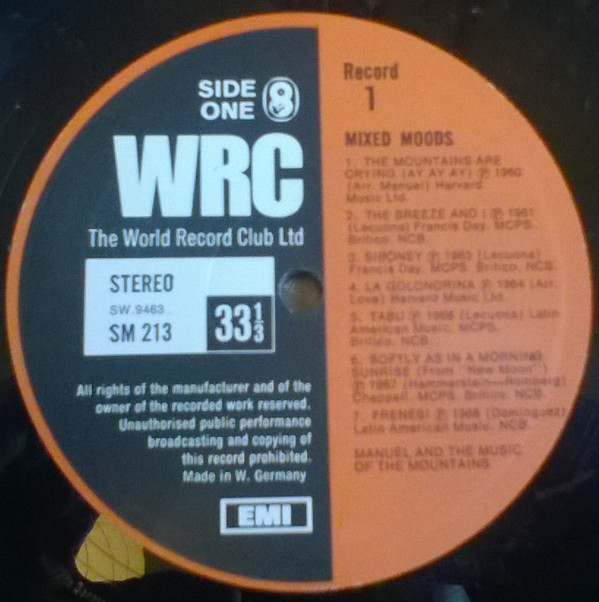 SIDE
ONE 8
WRC
The World Record Club Ltd
STEREO
SW.9463
SM 213
33 1/3
All rights of the manufacturer and of the
owner of the recorded work reserved.
Unauthorised public performance
broadcasting and copying of
this record prohibited.
Made in W. Germany
EMI
Record
1
MIXED MOODS
1. THE MOUNTAINS ARE
CRYING (AY AY AY) ℗ 1960
(Arr. Manuel) Harvard
Music Ltd.
2. THE BREEZE AND I ℗ 1961
(Lecuona) Francis Day. MCPS.
Britico. NCB.
3. SIBONEY ℗ 1963 (Lecuona)
Francis Day. MCPS. Britico. NCB.
4. LA GOLONDRINA ℗ 1964 (Arr.
Love) Harvard Music Ltd.
5. TABU ℗ 1966 (Lecuona) Latin
American Music. MCPS.
Britico. NCB.
6. SOFTLY AS IN A MORNING
SUNRISE (From "New Moon")
℗ 1967 (Hammerstein—Romberg)
Chappell. MCPS. Britico. NCB.
7. FRENESI ℗ 1968 (Dominguez)
Latin American Music. NCB.
MANUEL AND THE MUSIC
OF THE MOUNTAINS